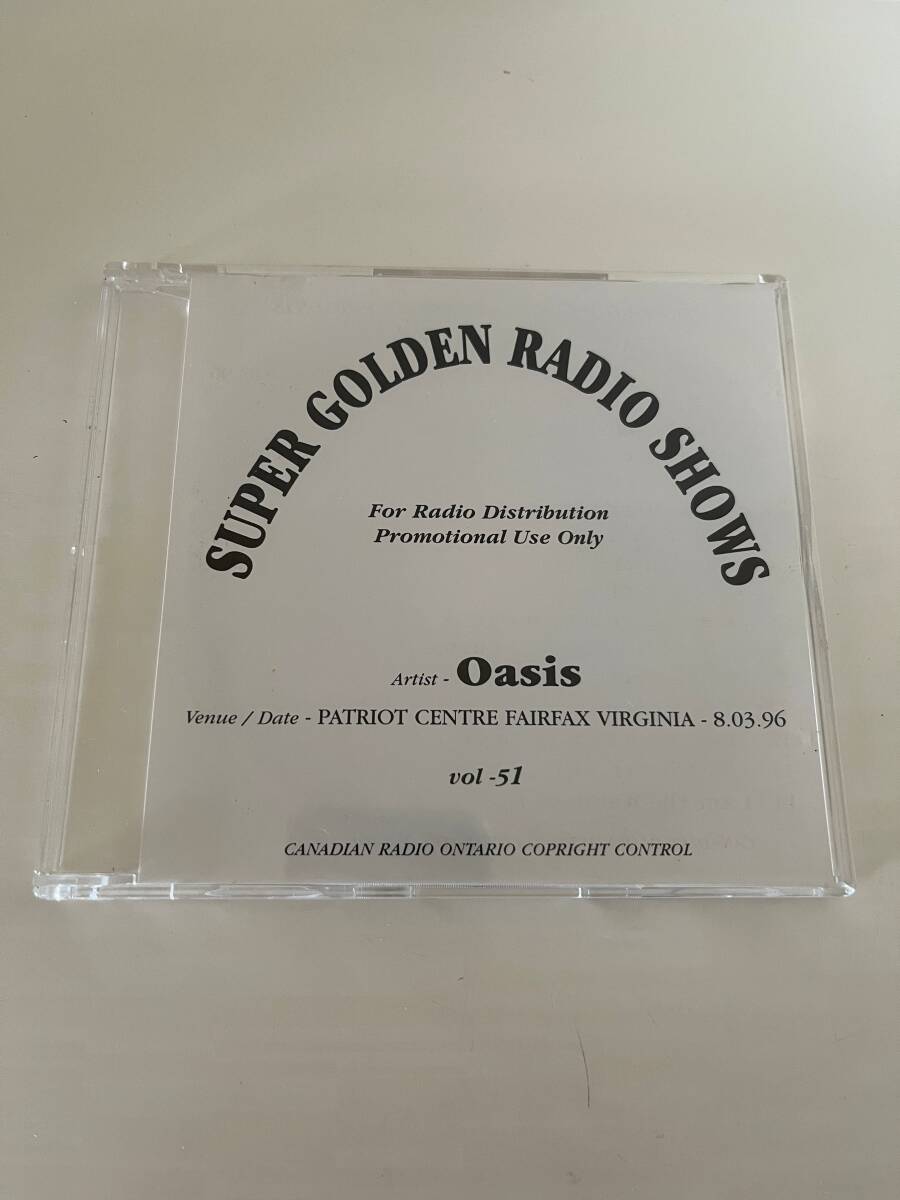 SUPER GOLDEN RADIO SHOWS
For Radio Distribution
Promotional Use Only
Artist - Oasis
Venue / Date - PATRIOT CENTRE FAIRFAX VIRGINIA - 8.03.96
vol -51
CANADIAN RADIO ONTARIO COPRIGHT CONTROL